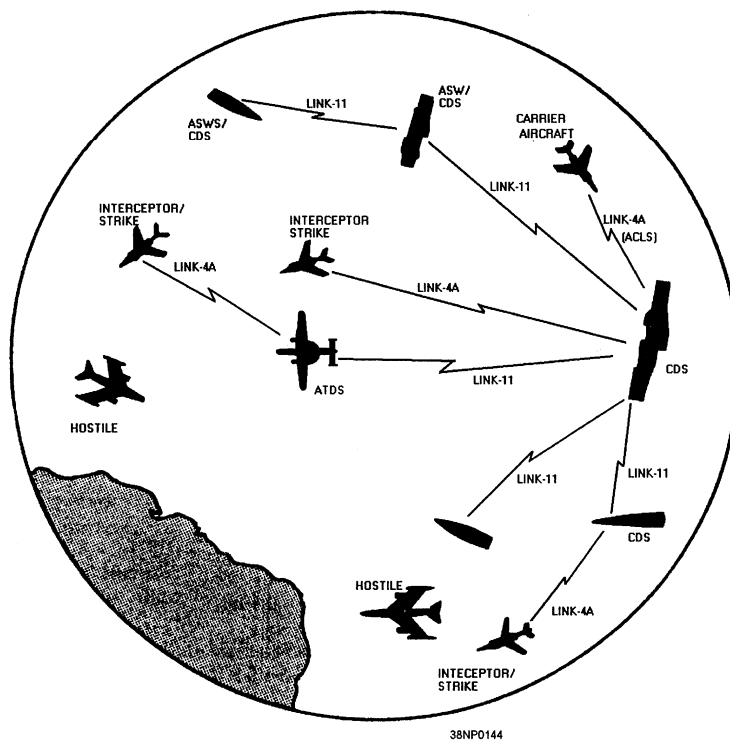 LINK-11
ASW/
CDS
ASWS/
CDS
CARRIER
AIRCRAFT
LINK-11
INTERCEPTOR/
STRIKE
INTERCEPTOR
STRIKE
LINK-4A
(ACLS)
LINK-4A
LINK-4A
ATDS
LINK-11
CDS
HOSTILE
LINK-11
LINK-11
CDS
HOSTILE
LINK-4A
INTECEPTOR/
STRIKE
38NP0144